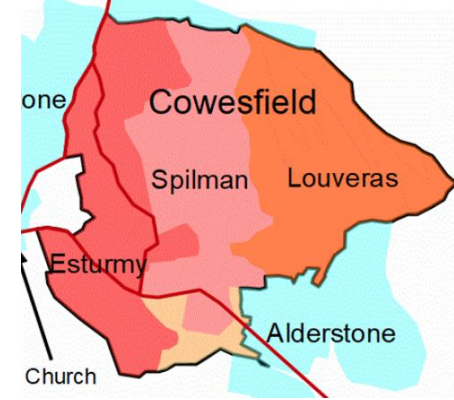 one
Cowesfield
Spilman
Louveras
Esturmy
Alderstone
Church